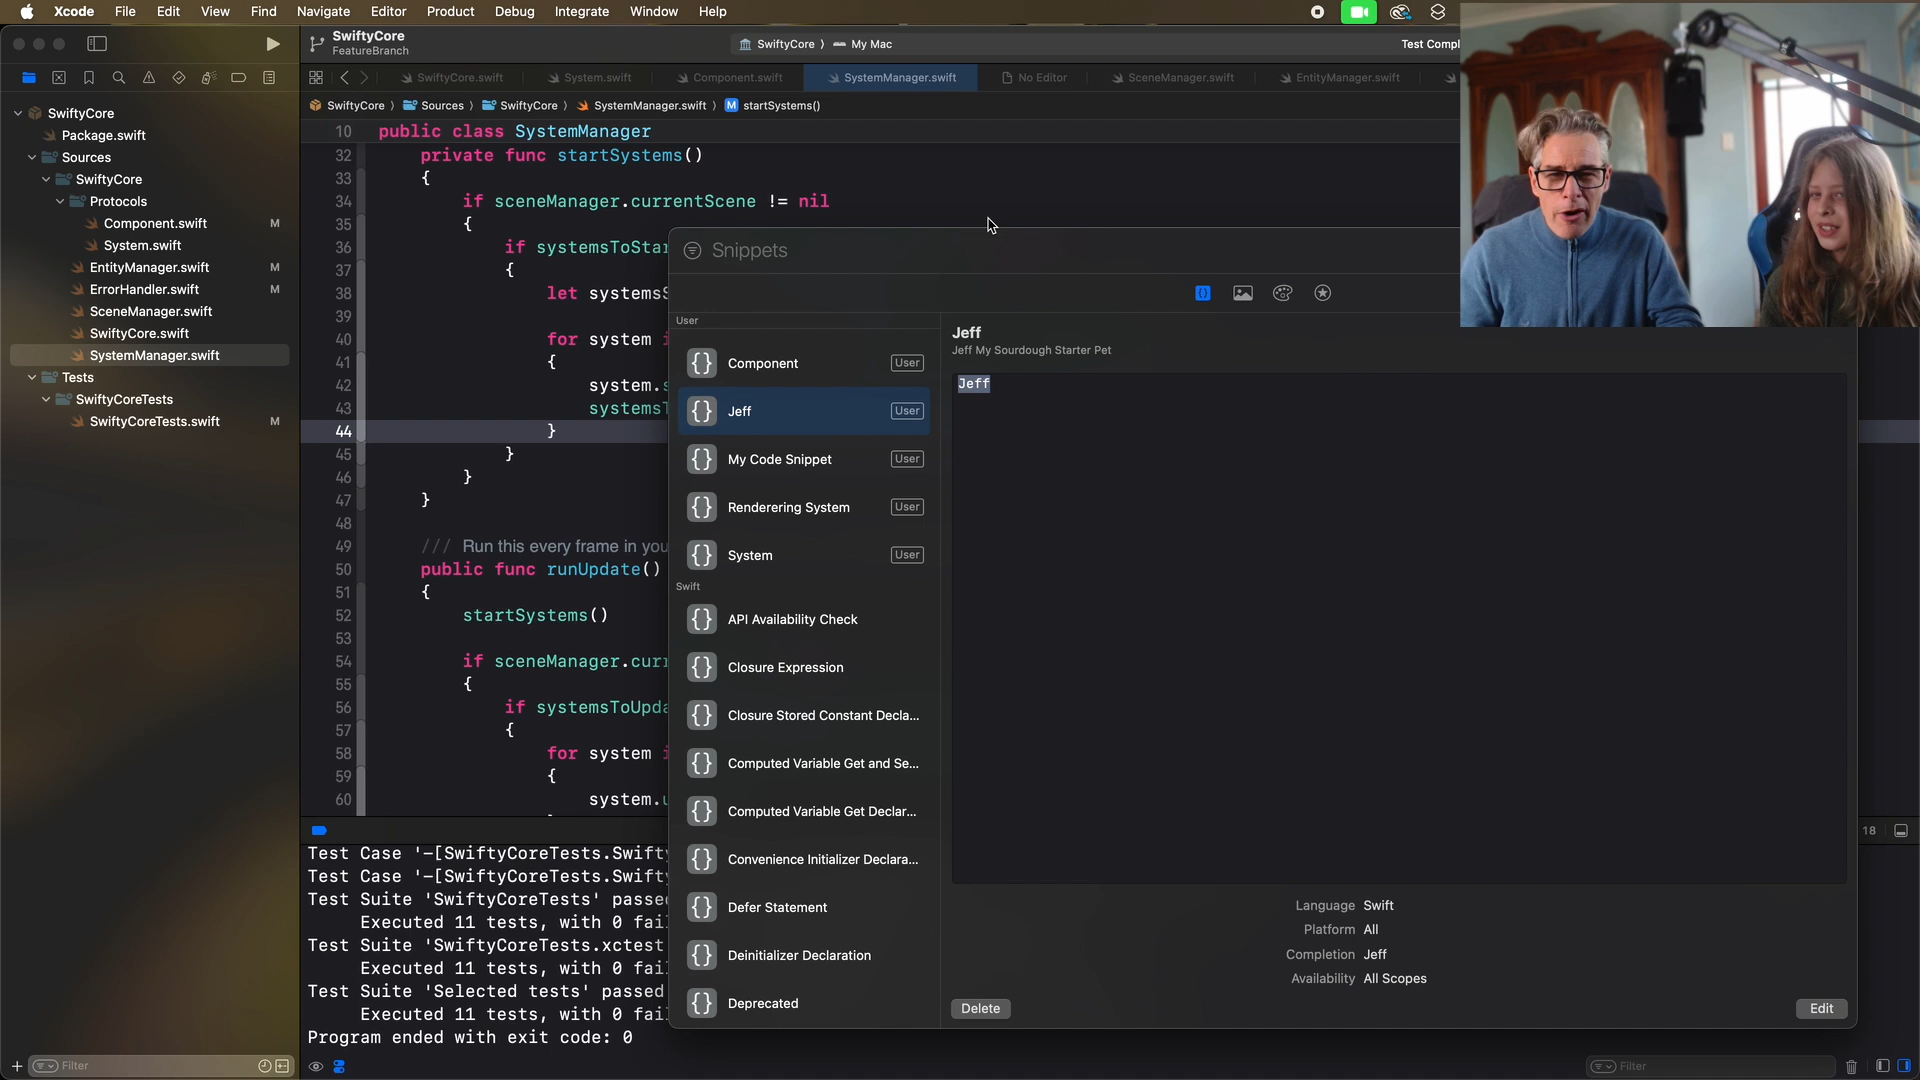 Xcode File Edit View Find Navigate Editor Product Debug Integrate Window Help
SwiftyCore
FeatureBranch
SwiftyCore 〉 My Mac
Test Compl
SwiftyCore.swift System.swift Component.swift SystemManager.swift No Editor SceneManager.swift EntityManager.swift
SwiftyCore 〉 Sources 〉 SwiftyCore 〉 SystemManager.swift 〉 M startSystems()
SwiftyCore
Package.swift
Sources
SwiftyCore
Protocols
Component.swift M
System.swift
EntityManager.swift M
ErrorHandler.swift M
SceneManager.swift
SwiftyCore.swift
SystemManager.swift
Tests
SwiftyCoreTests
SwiftyCoreTests.swift M
Filter
10 public class SystemManager
32 private func startSystems()
33 {
34 if sceneManager.currentScene != nil
35 {
36 if systemsToStar
37 {
38 let systemsS
39
40 for system i
41 {
42 system.s
43 systemsT
44 }
45 }
46 }
47 }
48
49 /// Run this every frame in you
50 public func runUpdate()
51 {
52 startSystems()
53
54 if sceneManager.curr
55 {
56 if systemsToUpda
57 {
58 for system i
59 {
60 system.u
18
Test Case '-[SwiftyCoreTests.Swifty
Test Case '-[SwiftyCoreTests.Swifty
Test Suite 'SwiftyCoreTests' passed
Executed 11 tests, with 0 fail
Test Suite 'SwiftyCoreTests.xctest
Executed 11 tests, with 0 fail
Test Suite 'Selected tests' passed
Executed 11 tests, with 0 fail
Program ended with exit code: 0
Filter
Snippets
User
Component User
Jeff User
My Code Snippet User
Renderering System User
System User
Swift
API Availability Check
Closure Expression
Closure Stored Constant Decla...
Computed Variable Get and Se...
Computed Variable Get Declar...
Convenience Initializer Declara...
Defer Statement
Deinitializer Declaration
Deprecated
Jeff
Jeff My Sourdough Starter Pet
Jeff
Language Swift
Platform All
Completion Jeff
Availability All Scopes
Delete
Edit